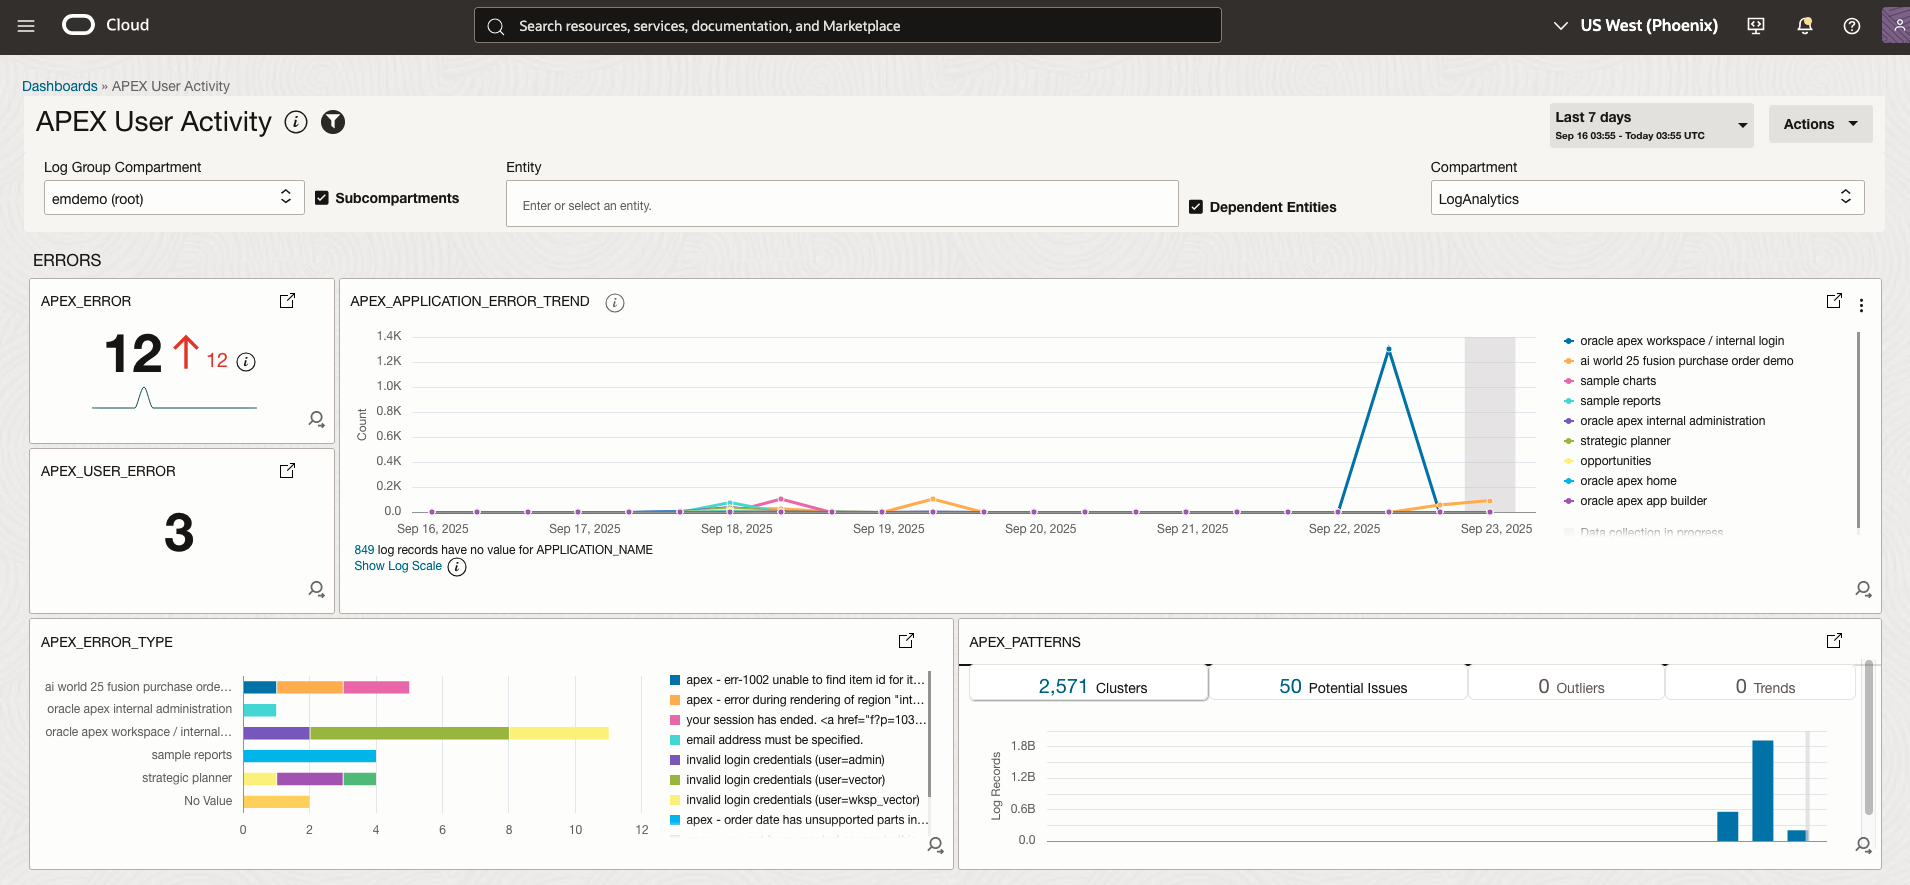 Cloud
Search resources, services, documentation, and Marketplace
US West (Phoenix)
Dashboards » APEX User Activity
APEX User Activity
Last 7 days
Sep 16 03:55 - Today 03:55 UTC
Actions
Log Group Compartment
Entity
Compartment
emdemo (root)
Subcompartments
Enter or select an entity.
Dependent Entities
LogAnalytics
ERRORS
APEX_ERROR
12
12
APEX_APPLICATION_ERROR_TREND
1.4K
1.2K
1.0K
0.8K
0.6K
0.4K
0.2K
0.0
Count
Sep 16, 2025
Sep 17, 2025
Sep 18, 2025
Sep 19, 2025
Sep 20, 2025
Sep 21, 2025
Sep 22, 2025
Sep 23, 2025
oracle apex workspace / internal login
ai world 25 fusion purchase order demo
sample charts
sample reports
oracle apex internal administration
strategic planner
opportunities
oracle apex home
oracle apex app builder
Data collection in progress
849 log records have no value for APPLICATION_NAME
Show Log Scale
APEX_USER_ERROR
3
APEX_ERROR_TYPE
ai world 25 fusion purchase orde...
oracle apex internal administration
oracle apex workspace / internal...
sample reports
strategic planner
No Value
0
2
4
6
8
10
12
apex - err-1002 unable to find item id for it...
apex - error during rendering of region "int...
your session has ended. <a href="f?p=103...
email address must be specified.
invalid login credentials (user=admin)
invalid login credentials (user=vector)
invalid login credentials (user=wksp_vector)
apex - order date has unsupported parts in...
APEX_PATTERNS
2,571 Clusters
50 Potential Issues
0 Outliers
0 Trends
Log Records
1.8B
1.2B
0.6B
0.0